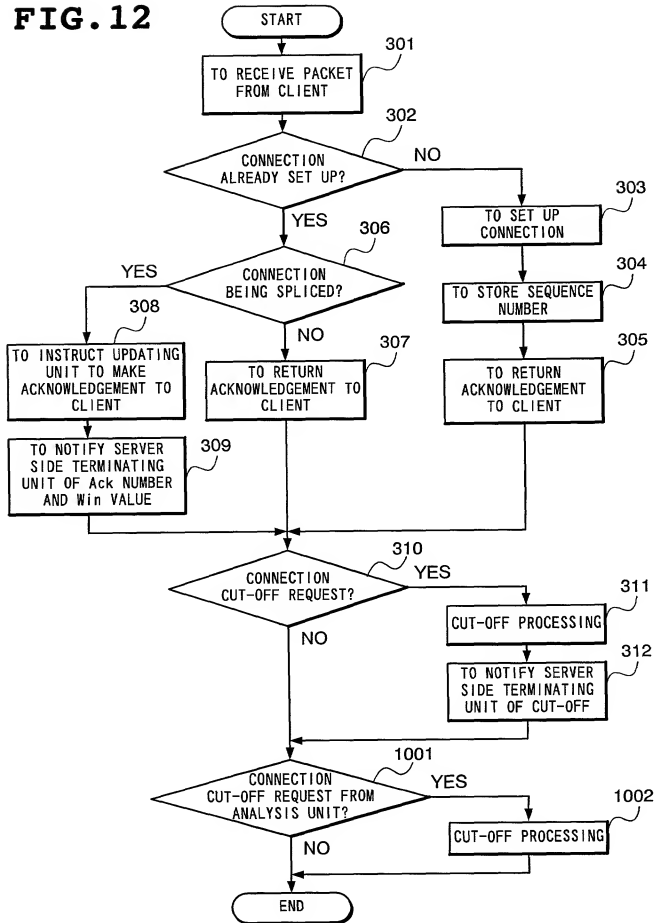 FIG.12
START
301
TO RECEIVE PACKET
FROM CLIENT
302
CONNECTION
ALREADY SET UP?
NO
YES
303
TO SET UP
CONNECTION
306
YES
CONNECTION
BEING SPLICED?
304
TO STORE SEQUENCE
NUMBER
308
NO
307
305
TO INSTRUCT UPDATING
UNIT TO MAKE
ACKNOWLEDGEMENT TO
CLIENT
TO RETURN
ACKNOWLEDGEMENT TO
CLIENT
TO RETURN
ACKNOWLEDGEMENT
TO CLIENT
309
TO NOTIFY SERVER
SIDE TERMINATING
UNIT OF Ack NUMBER
AND Win VALUE
310
CONNECTION
CUT-OFF REQUEST?
YES
NO
311
CUT-OFF PROCESSING
312
TO NOTIFY SERVER
SIDE TERMINATING
UNIT OF CUT-OFF
1001
CONNECTION
CUT-OFF REQUEST FROM
ANALYSIS UNIT?
YES
NO
1002
CUT-OFF PROCESSING
END